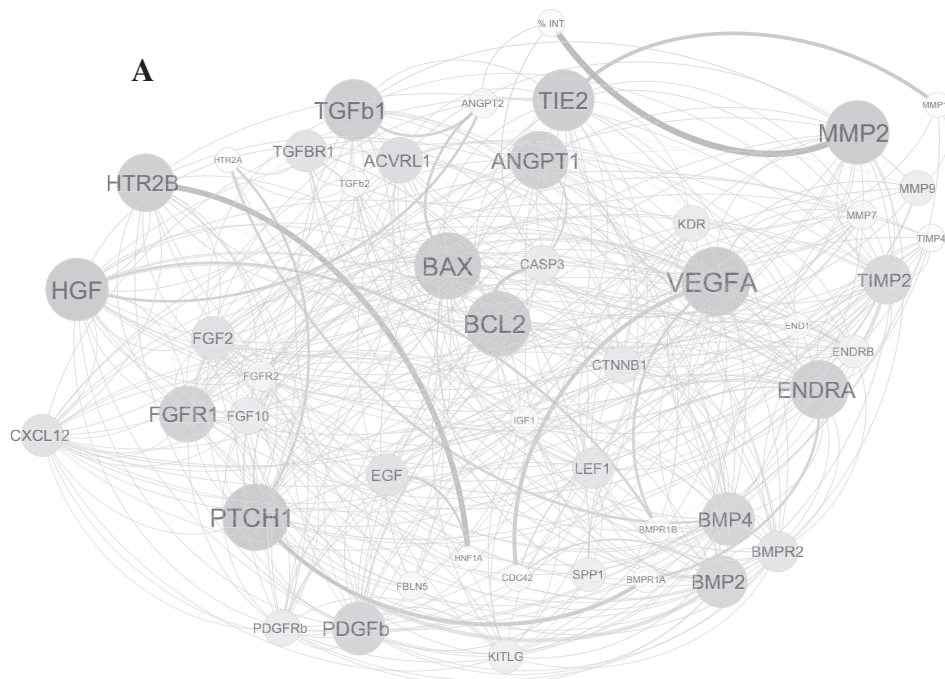 % INT
A
TIE2
ANGPT2
TGFb1
MMP2
TGFBR1
HTR2A
ACVRL1
ANGPT1
HTR2B
TGFb2
MMP9
MMP7
KDR
TIMP4
BAX
CASP3
VEGFA
TIMP2
HGF
BCL2
END1
FGF2
ENDRB
CTNNB1
FGFR2
ENDRA
FGFR1
FGF10
IGF1
CXCL12
EGF
LEF1
PTCH1
BMP4
BMPR1B
BMPR2
HNF1A
CDC42
SPP1
BMPR1A
BMP2
FBLN5
PDGFRb
PDGFb
KITLG